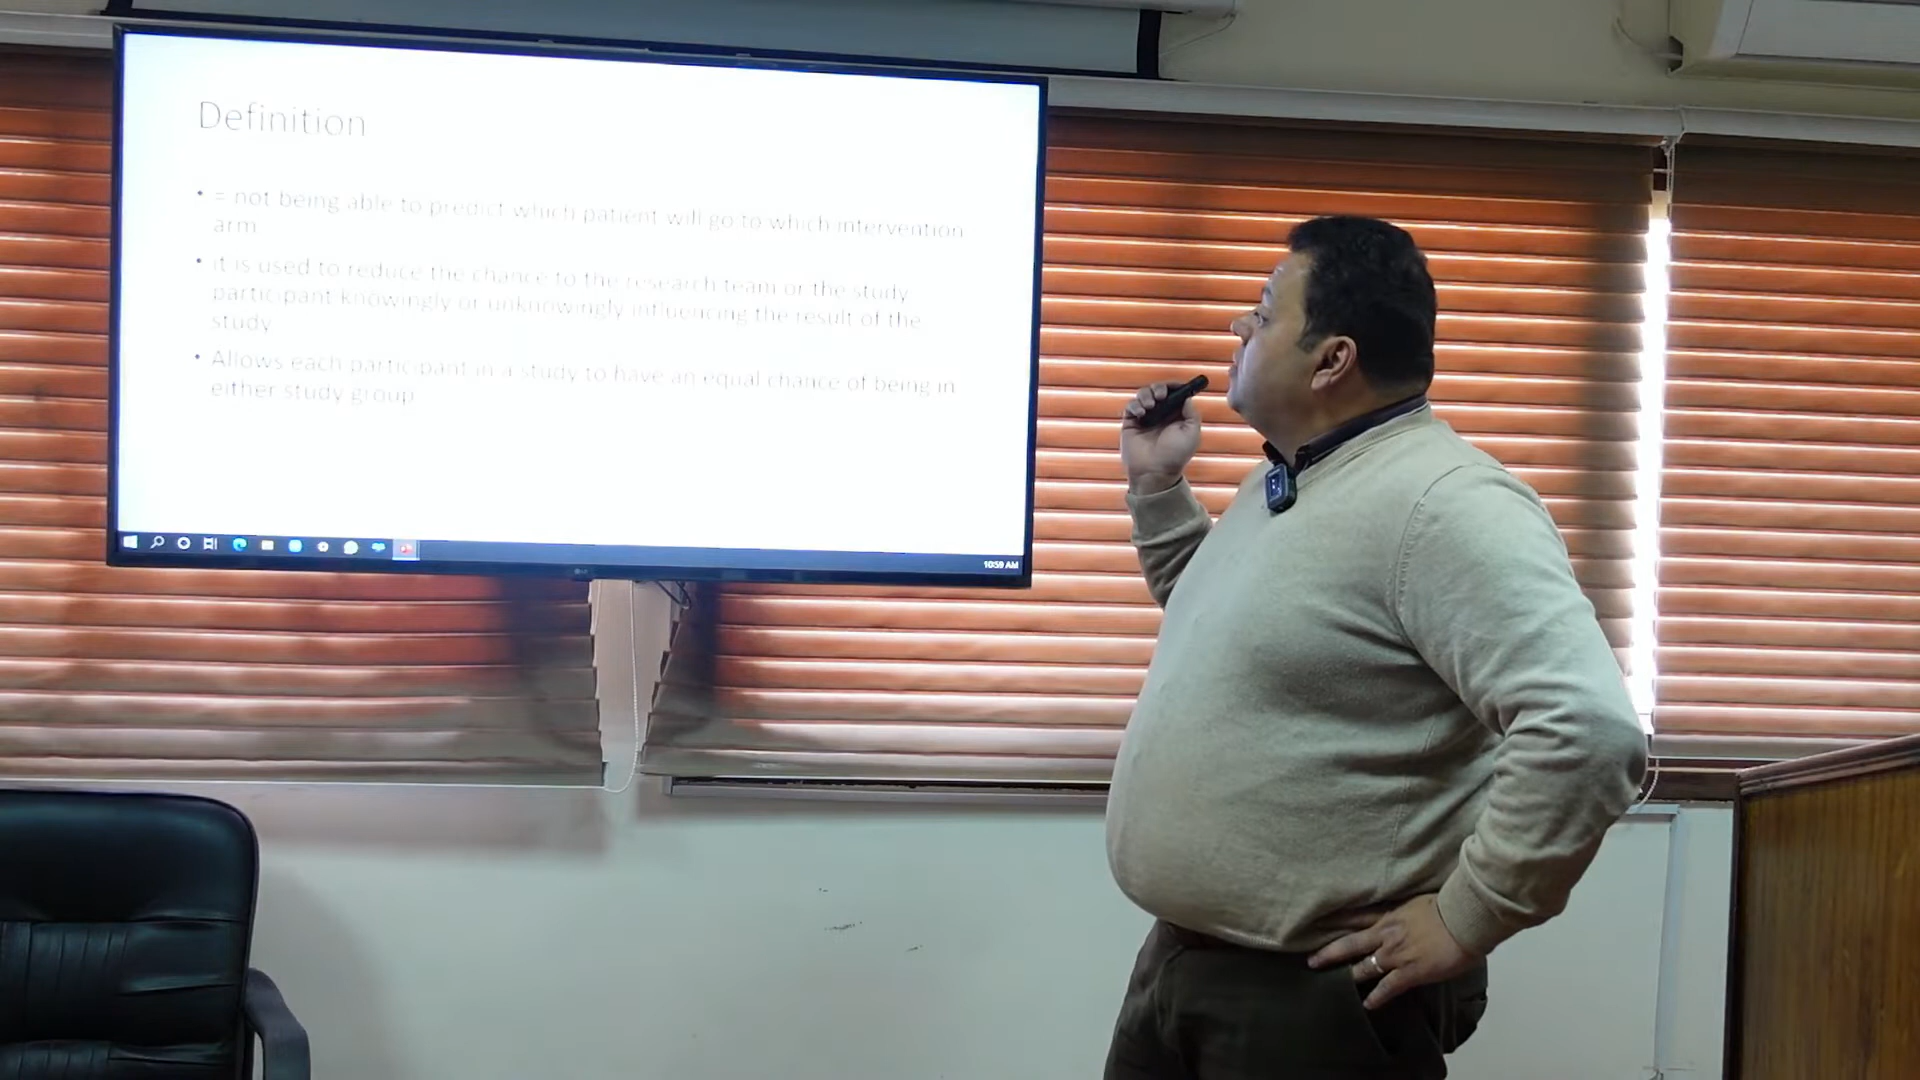 Definition
• = not being able to predict which patient will go to which intervention
arm
• it is used to reduce the chance to the research team or the study
participant knowingly or unknowingly influencing the result of the
study
• Allows each participant in a study to have an equal chance of being in
either study group
10:59 AM
LG